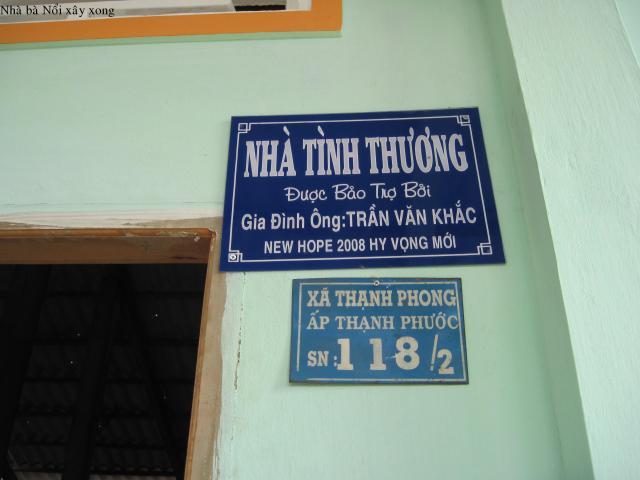 Nhà bà Nổi xây xong
NHÀ TÌNH THƯƠNG
Được Bảo Trợ Bởi
Gia Đình Ông:TRẦN VĂN KHẮC
NEW HOPE 2008 HY VỌNG MỚI
XÃ THẠNH PHONG
ẤP THẠNH PHƯỚC
SN:118/2